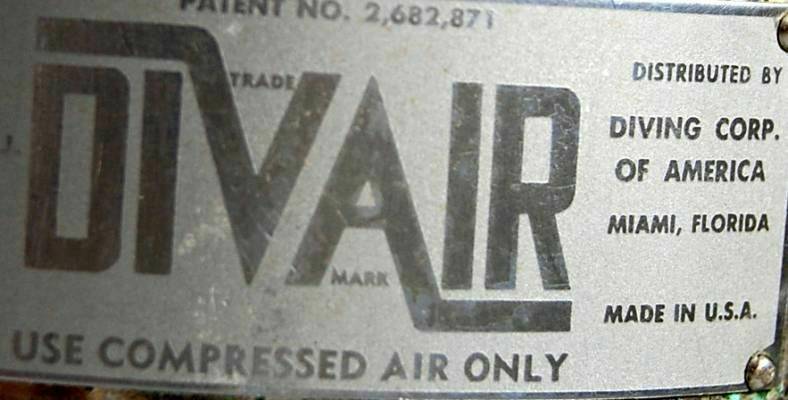 PATENT NO. 2,682,871
DIVAIR
TRADE
MARK
USE COMPRESSED AIR ONLY
DISTRIBUTED BY
DIVING CORP.
OF AMERICA
MIAMI, FLORIDA
MADE IN U.S.A.